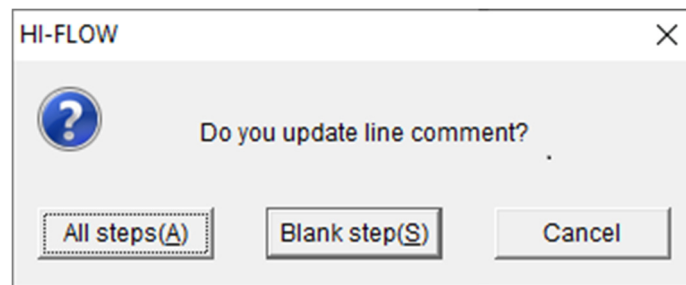 HI-FLOW
Do you update line comment?
All steps(A) Blank step(S) Cancel